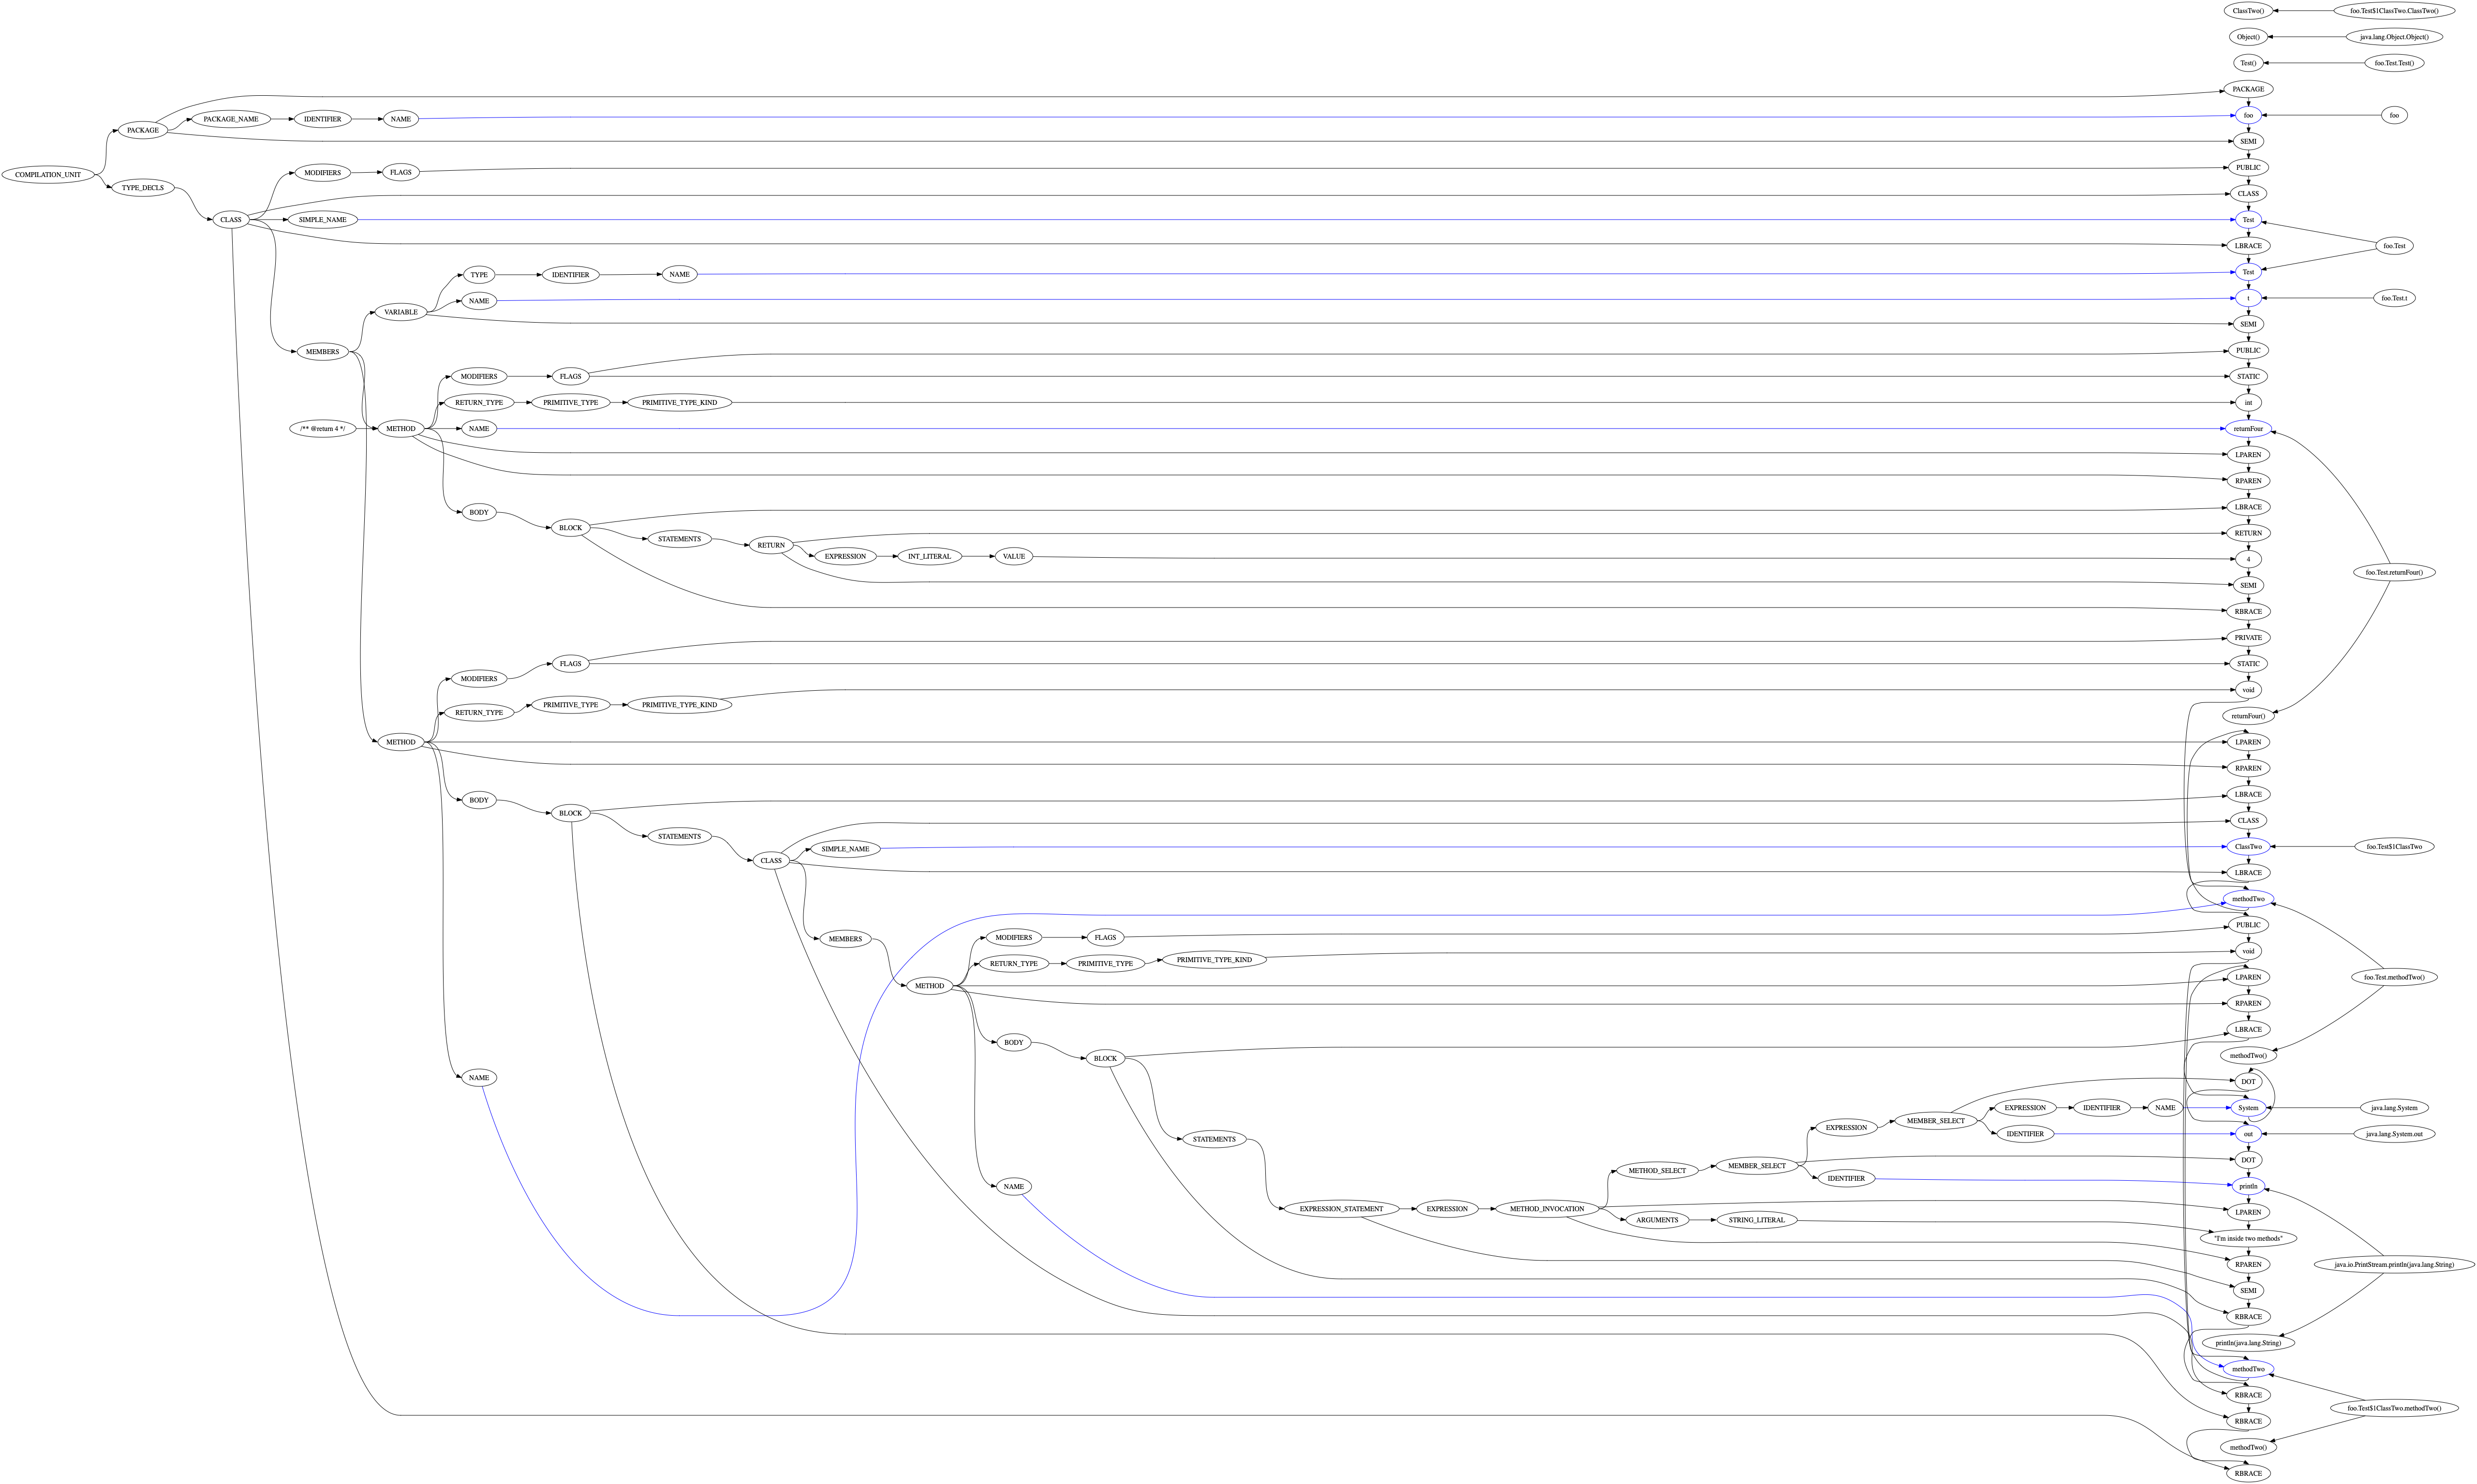 ClassTwo()
foo.Test$1ClassTwo.ClassTwo()
Object()
java.lang.Object.Object()
Test()
foo.Test.Test()
PACKAGE
PACKAGE_NAME
IDENTIFIER
NAME
foo
foo
PACKAGE
SEMI
COMPILATION_UNIT
TYPE_DECLS
MODIFIERS
FLAGS
PUBLIC
CLASS
CLASS
SIMPLE_NAME
Test
LBRACE
foo.Test
TYPE
IDENTIFIER
NAME
Test
NAME
t
foo.Test.t
VARIABLE
SEMI
MEMBERS
PUBLIC
MODIFIERS
FLAGS
STATIC
RETURN_TYPE
PRIMITIVE_TYPE
PRIMITIVE_TYPE_KIND
int
/** @return 4 */
METHOD
NAME
returnFour
LPAREN
RPAREN
BODY
LBRACE
BLOCK
STATEMENTS
RETURN
RETURN
EXPRESSION
INT_LITERAL
VALUE
4
foo.Test.returnFour()
SEMI
RBRACE
PRIVATE
FLAGS
STATIC
MODIFIERS
void
RETURN_TYPE
PRIMITIVE_TYPE
PRIMITIVE_TYPE_KIND
returnFour()
METHOD
LPAREN
RPAREN
BODY
LBRACE
BLOCK
CLASS
STATEMENTS
SIMPLE_NAME
ClassTwo
foo.Test$1ClassTwo
CLASS
LBRACE
methodTwo
PUBLIC
MEMBERS
MODIFIERS
FLAGS
void
RETURN_TYPE
PRIMITIVE_TYPE
PRIMITIVE_TYPE_KIND
METHOD
LPAREN
foo.Test.methodTwo()
RPAREN
LBRACE
BODY
BLOCK
methodTwo()
NAME
DOT
EXPRESSION
IDENTIFIER
NAME
System
java.lang.System
MEMBER_SELECT
EXPRESSION
IDENTIFIER
out
java.lang.System.out
STATEMENTS
DOT
METHOD_SELECT
MEMBER_SELECT
IDENTIFIER
NAME
println
EXPRESSION_STATEMENT
EXPRESSION
METHOD_INVOCATION
LPAREN
ARGUMENTS
STRING_LITERAL
"I'm inside two methods"
RPAREN
java.io.PrintStream.println(java.lang.String)
SEMI
RBRACE
println(java.lang.String)
methodTwo
RBRACE
foo.Test$1ClassTwo.methodTwo()
RBRACE
methodTwo()
RBRACE